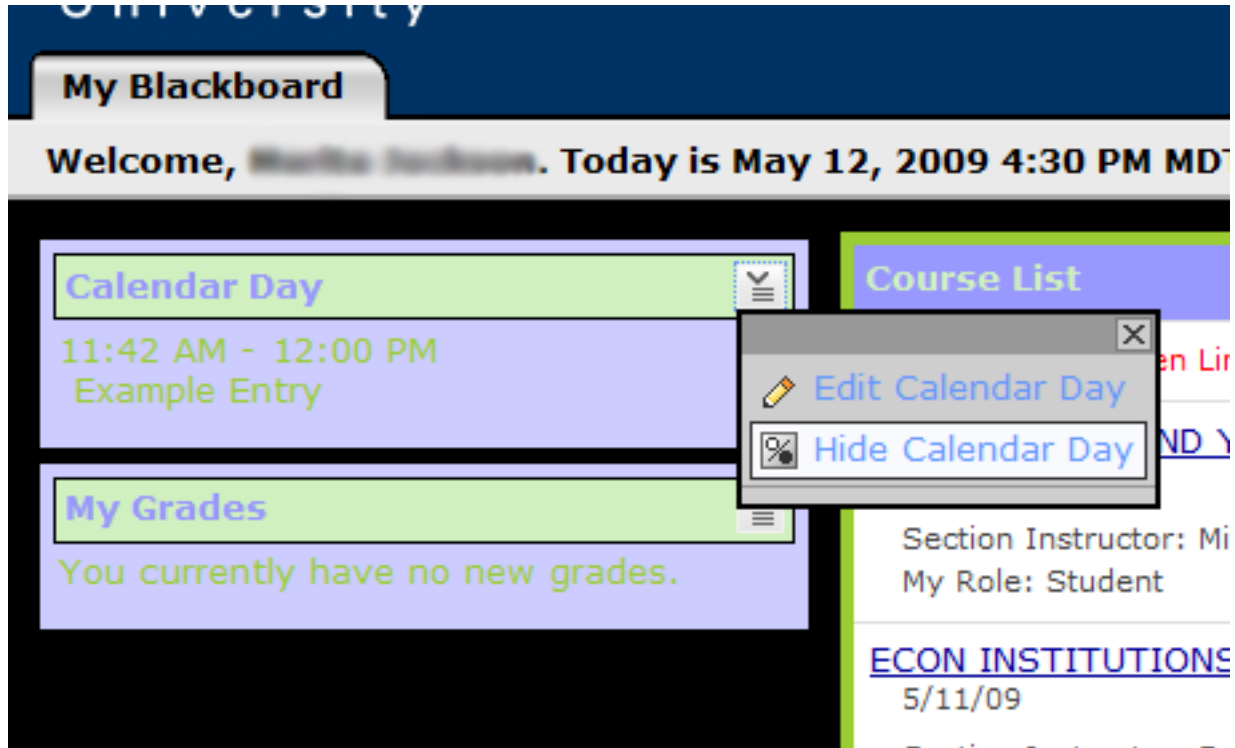 University
My Blackboard
Welcome, . Today is May 12, 2009 4:30 PM MDT
Calendar Day
11:42 AM - 12:00 PM
Example Entry
Edit Calendar Day
Hide Calendar Day
My Grades
You currently have no new grades.
Course List
Section Instructor: Mi
My Role: Student
ECON INSTITUTIONS
5/11/09